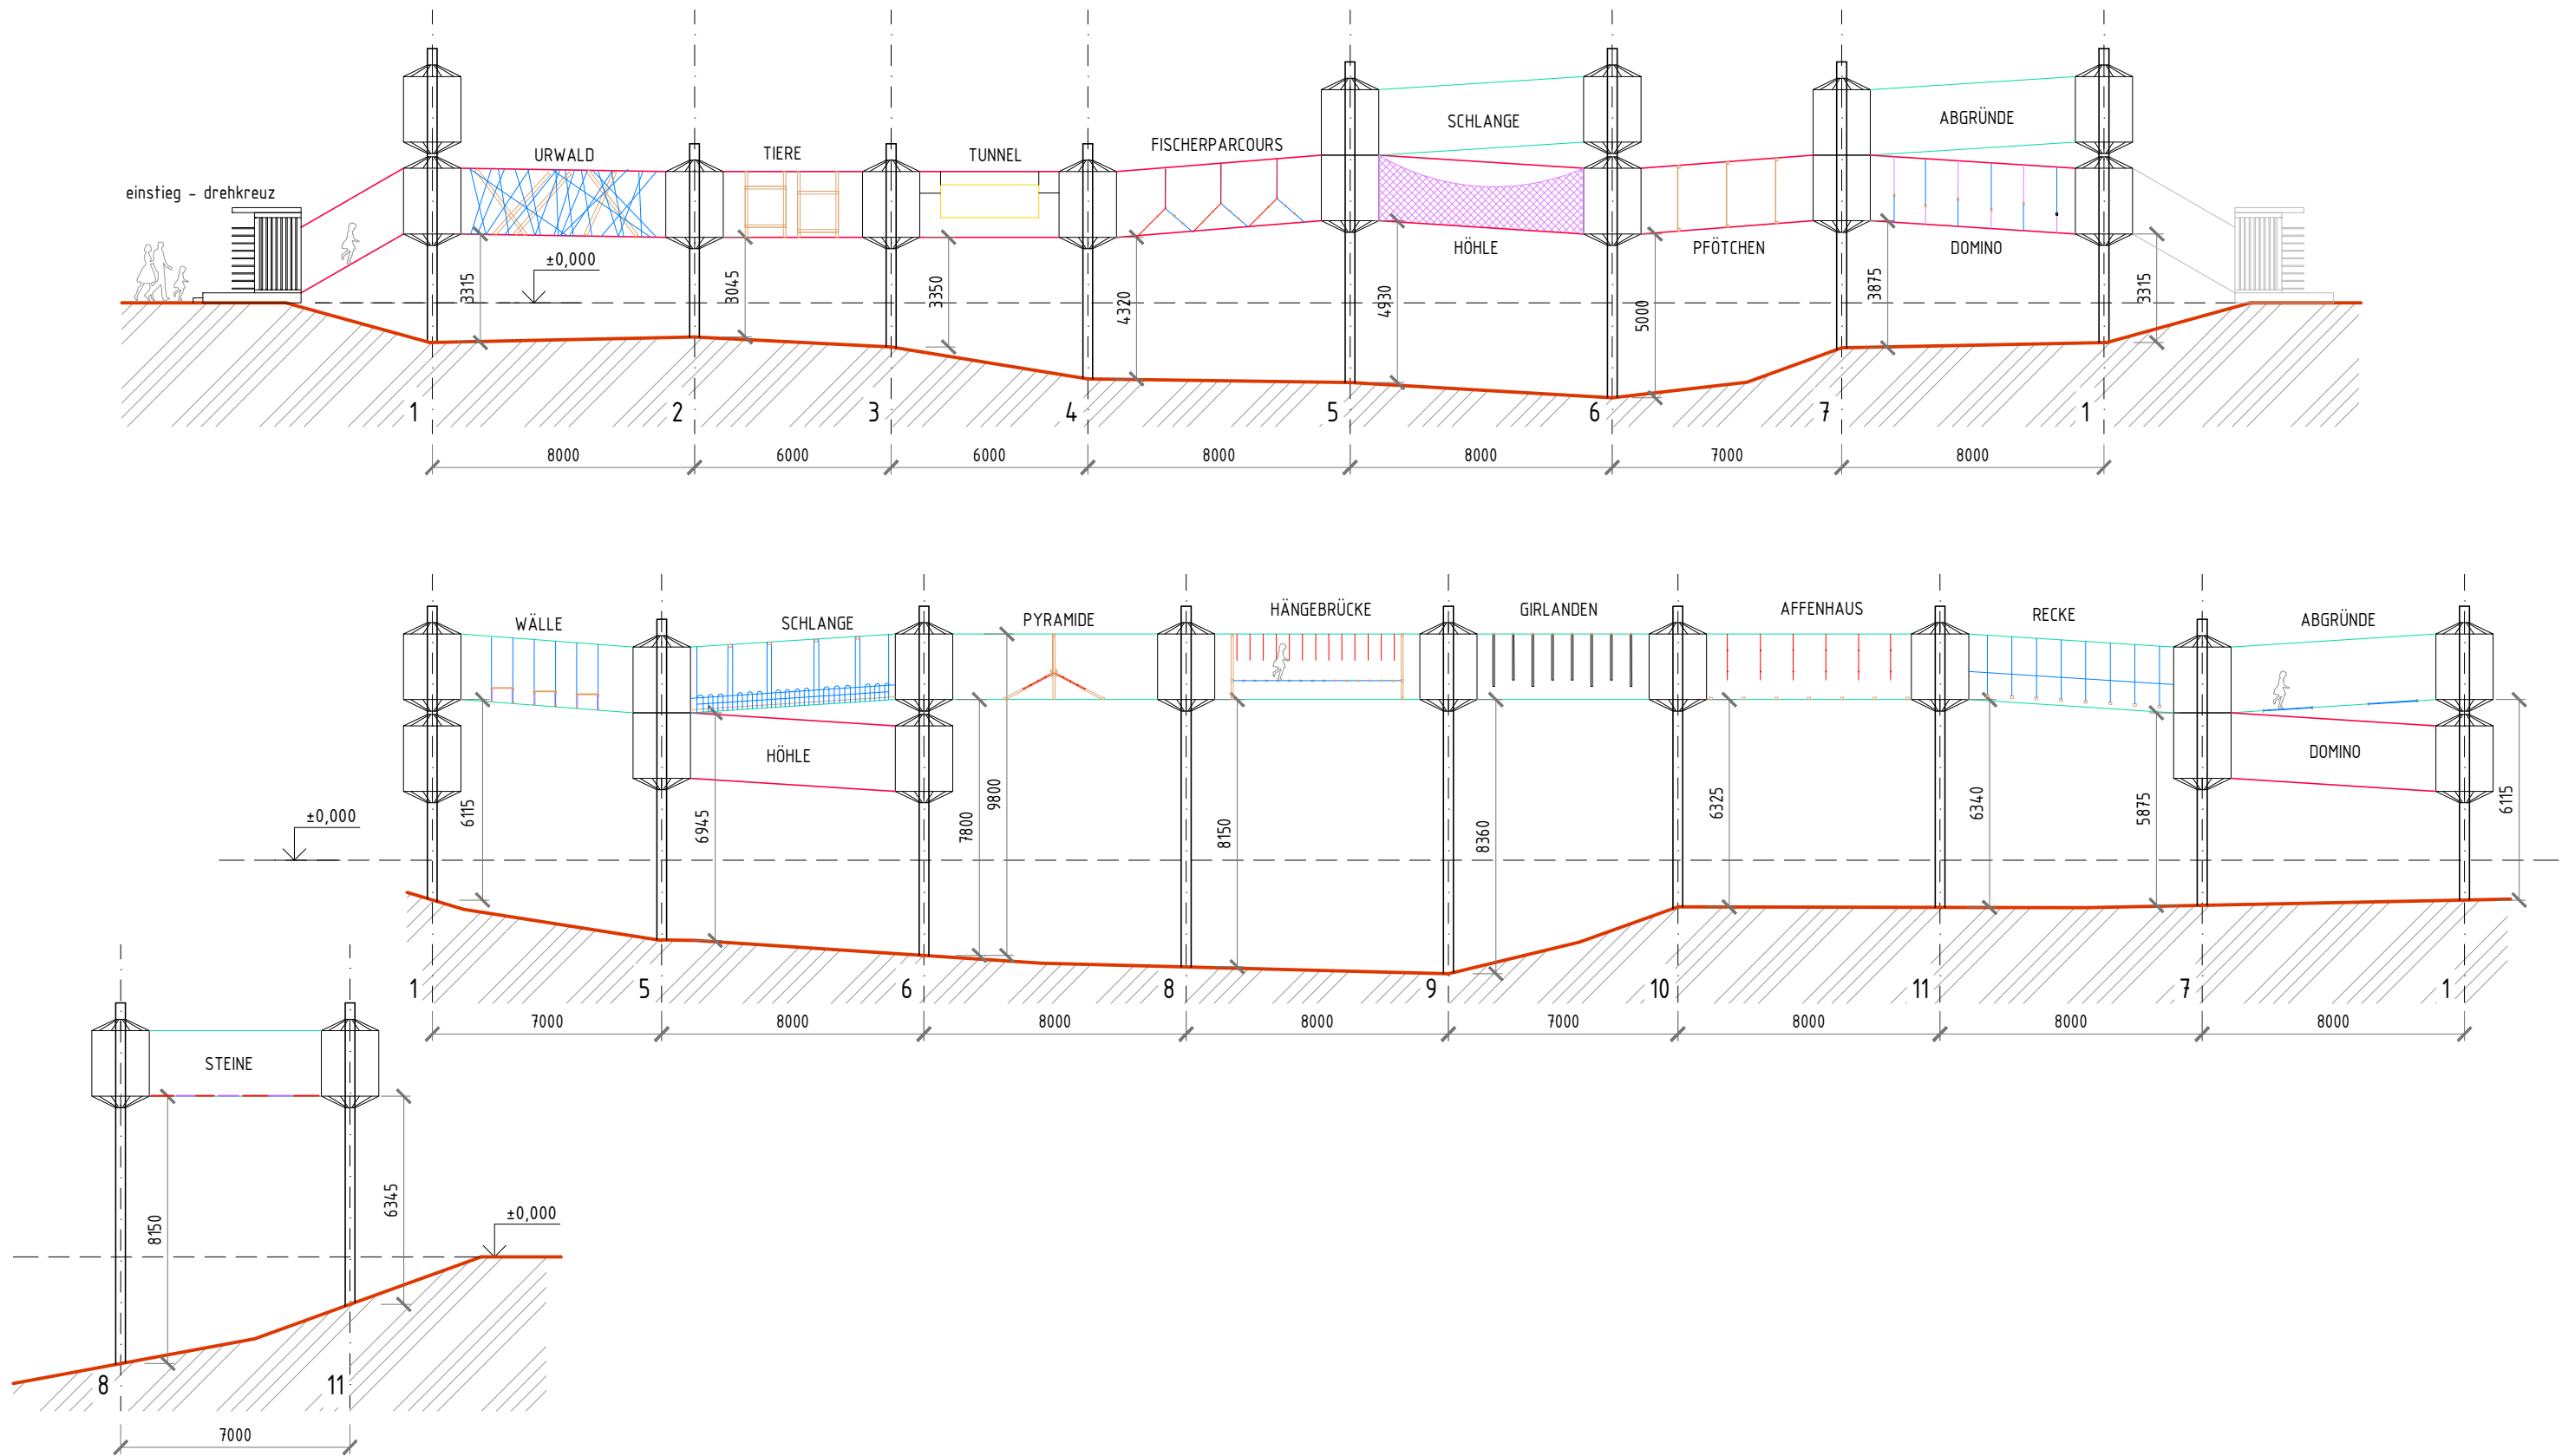 SCHLANGE
ABGRÜNDE
FISCHERPARCOURS
URWALD
TIERE
TUNNEL
einstieg - drehkreuz
HÖHLE
PFÖTCHEN
DOMINO
±0,000
3315
3045
3350
4320
4930
5000
3875
3315
1
2
3
4
5
6
7
1
8000
6000
6000
8000
8000
7000
8000
WÄLLE
SCHLANGE
PYRAMIDE
HÄNGEBRÜCKE
GIRLANDEN
AFFENHAUS
RECKE
ABGRÜNDE
HÖHLE
DOMINO
±0,000
6115
6945
7800
9800
8150
8360
6325
6340
5875
6115
1
5
6
8
9
10
11
7
1
7000
8000
8000
8000
7000
8000
8000
8000
STEINE
8150
6345
±0,000
8
11
7000